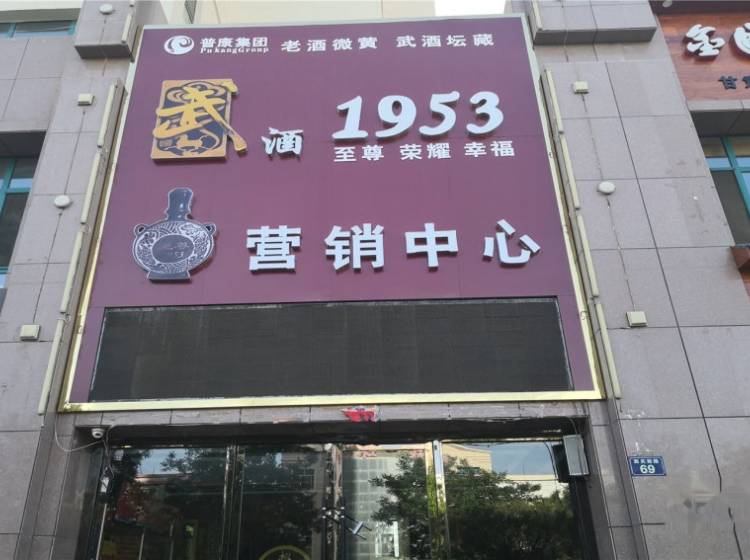 普康集团 老酒微黄 武酒坛藏
PukangGroup
武酒 1953
至尊 荣耀 幸福
营销中心
69
甘